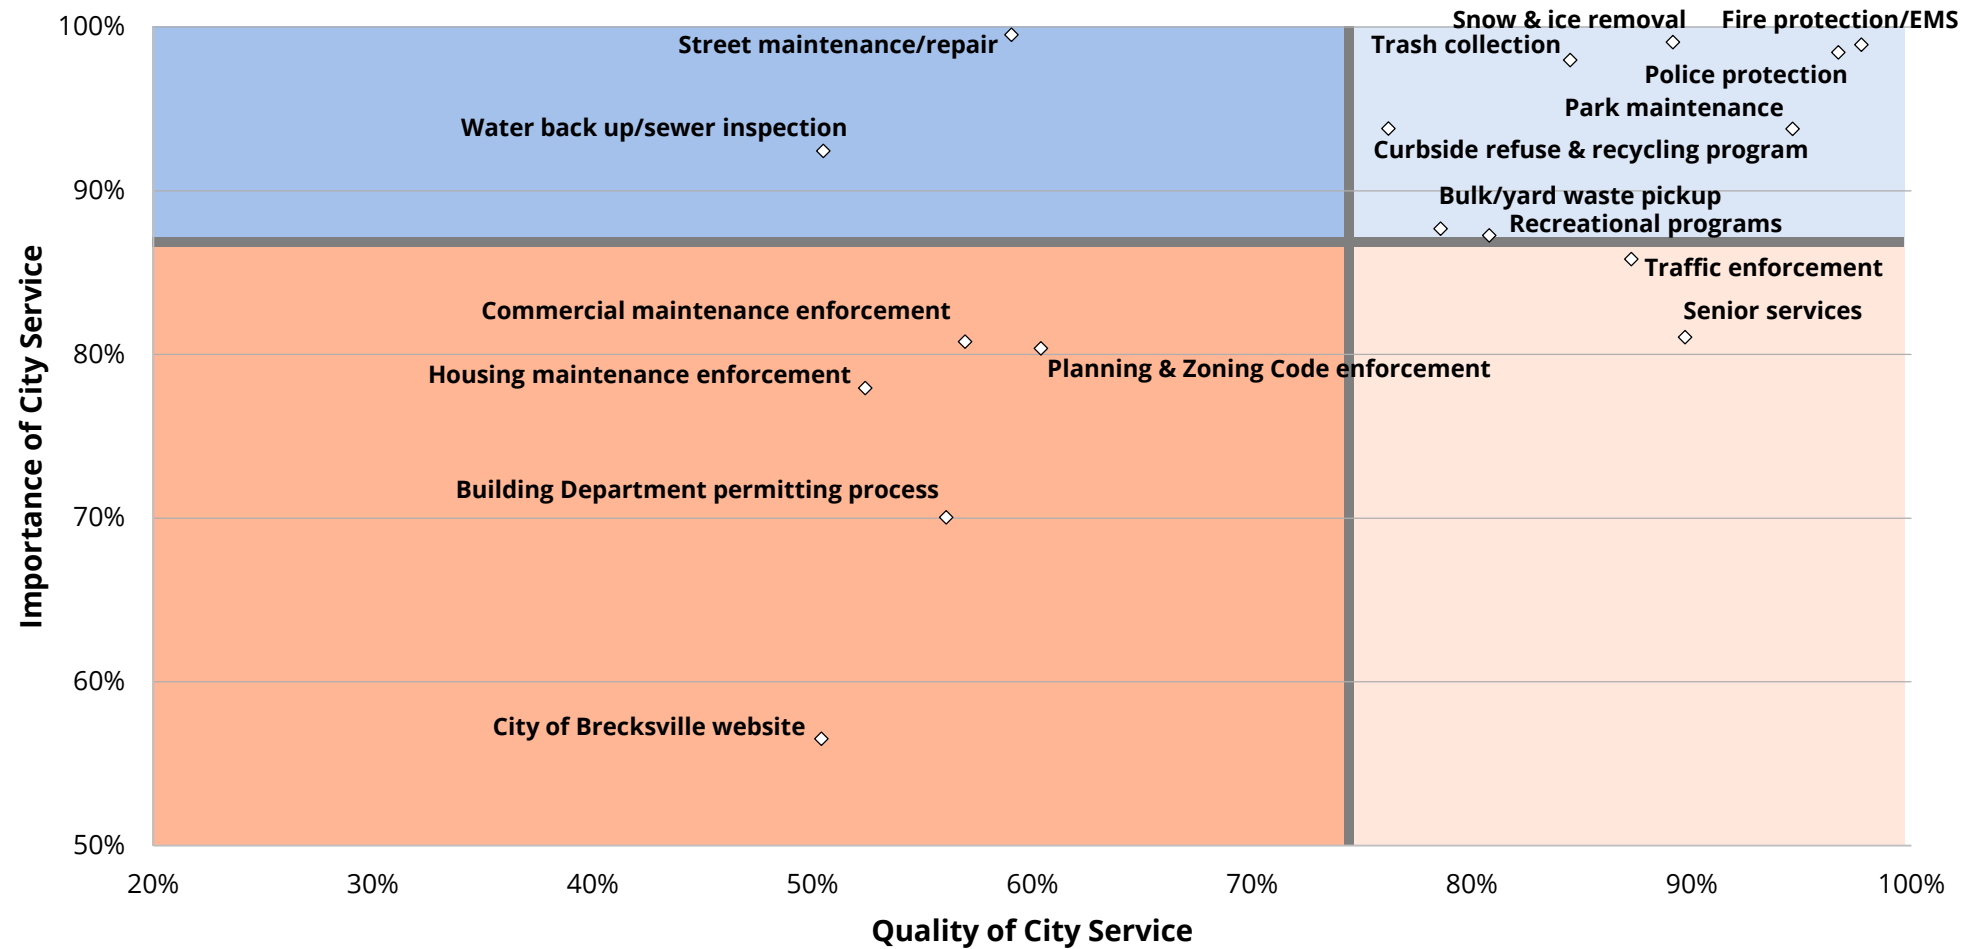 Snow & ice removal
Fire protection/EMS
100%
Street maintenance/repair
Trash collection
Police protection
Park maintenance
Water back up/sewer inspection
Curbside refuse & recycling program
90%
Bulk/yard waste pickup
Recreational programs
Traffic enforcement
Commercial maintenance enforcement
Senior services
80%
Planning & Zoning Code enforcement
Housing maintenance enforcement
Importance of City Service
Building Department permitting process
70%
60%
City of Brecksville website
50%
20%
30%
40%
50%
60%
70%
80%
90%
100%
Quality of City Service